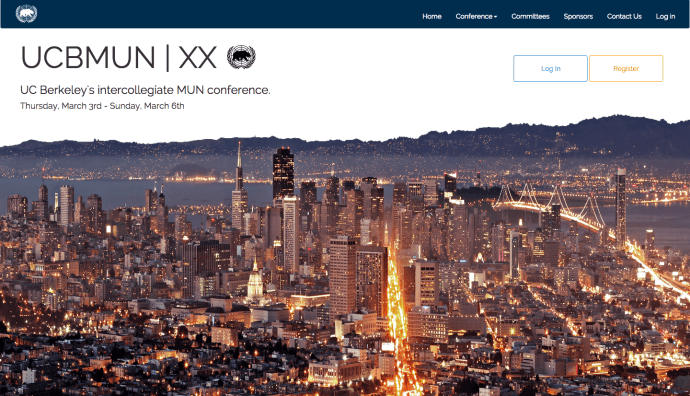 Home Conference Committees Sponsors Contact Us Log in
UCBMUN | XX
UC Berkeley's intercollegiate MUN conference.
Thursday, March 3rd - Sunday, March 6th
Log In Register